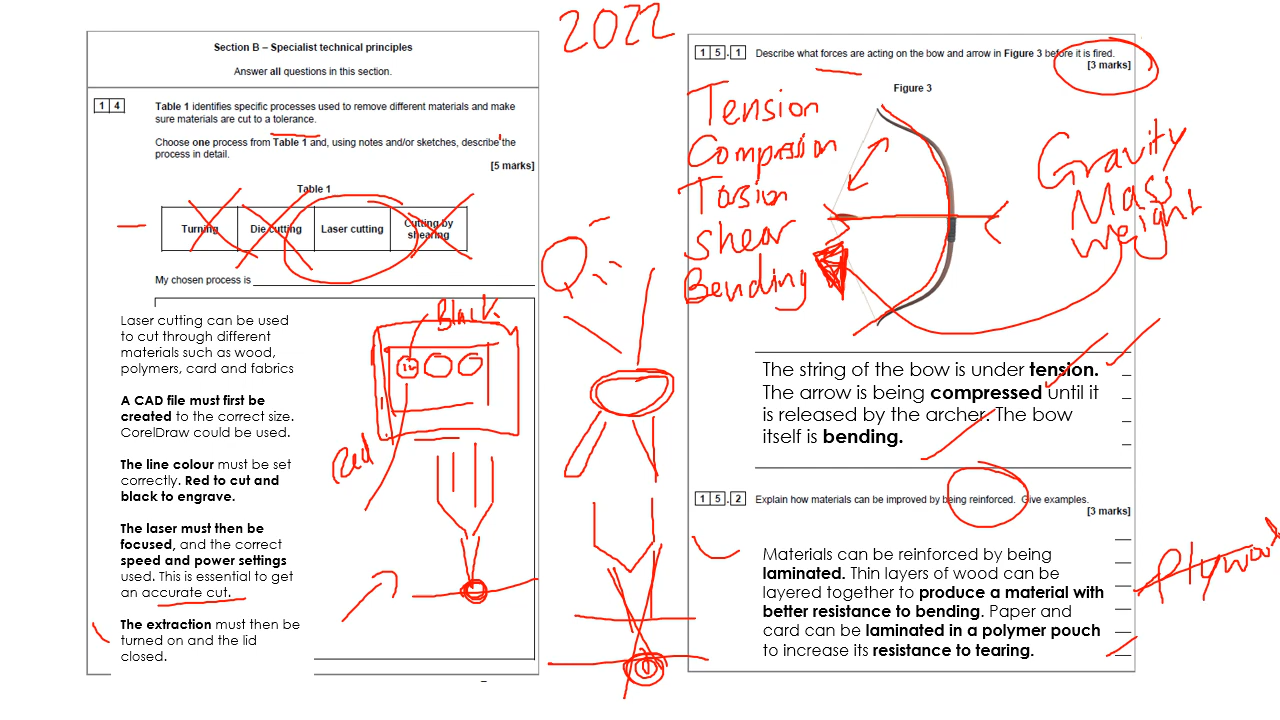 2022
Section B – Specialist technical principles
Answer all questions in this section.
1 4
Table 1 identifies specific processes used to remove different materials and make
sure materials are cut to a tolerance.
Choose one process from Table 1 and, using notes and/or sketches, describe the
process in detail.
[5 marks]
Table 1
Turning Die cutting Laser cutting Cutting by
shearing
My chosen process is
Laser cutting can be used
to cut through different
materials such as wood,
polymers, card and fabrics
A CAD file must first be
created to the correct size.
CorelDraw could be used.
The line colour must be set
correctly. Red to cut and
black to engrave.
The laser must then be
focused, and the correct
speed and power settings
used. This is essential to get
an accurate cut.
The extraction must then be
turned on and the lid
closed.
Black
Red
1 5 . 1 Describe what forces are acting on the bow and arrow in Figure 3 before it is fired.
[3 marks]
Figure 3
Tension
Compression
Torsion
Shear
Bending
Gravity
Mass
Weight
The string of the bow is under tension.
The arrow is being compressed until it
is released by the archer. The bow
itself is bending.
1 5 . 2 Explain how materials can be improved by being reinforced. Give examples.
[3 marks]
Materials can be reinforced by being
laminated. Thin layers of wood can be
layered together to produce a material with
better resistance to bending. Paper and
card can be laminated in a polymer pouch
to increase its resistance to tearing.
Plywood